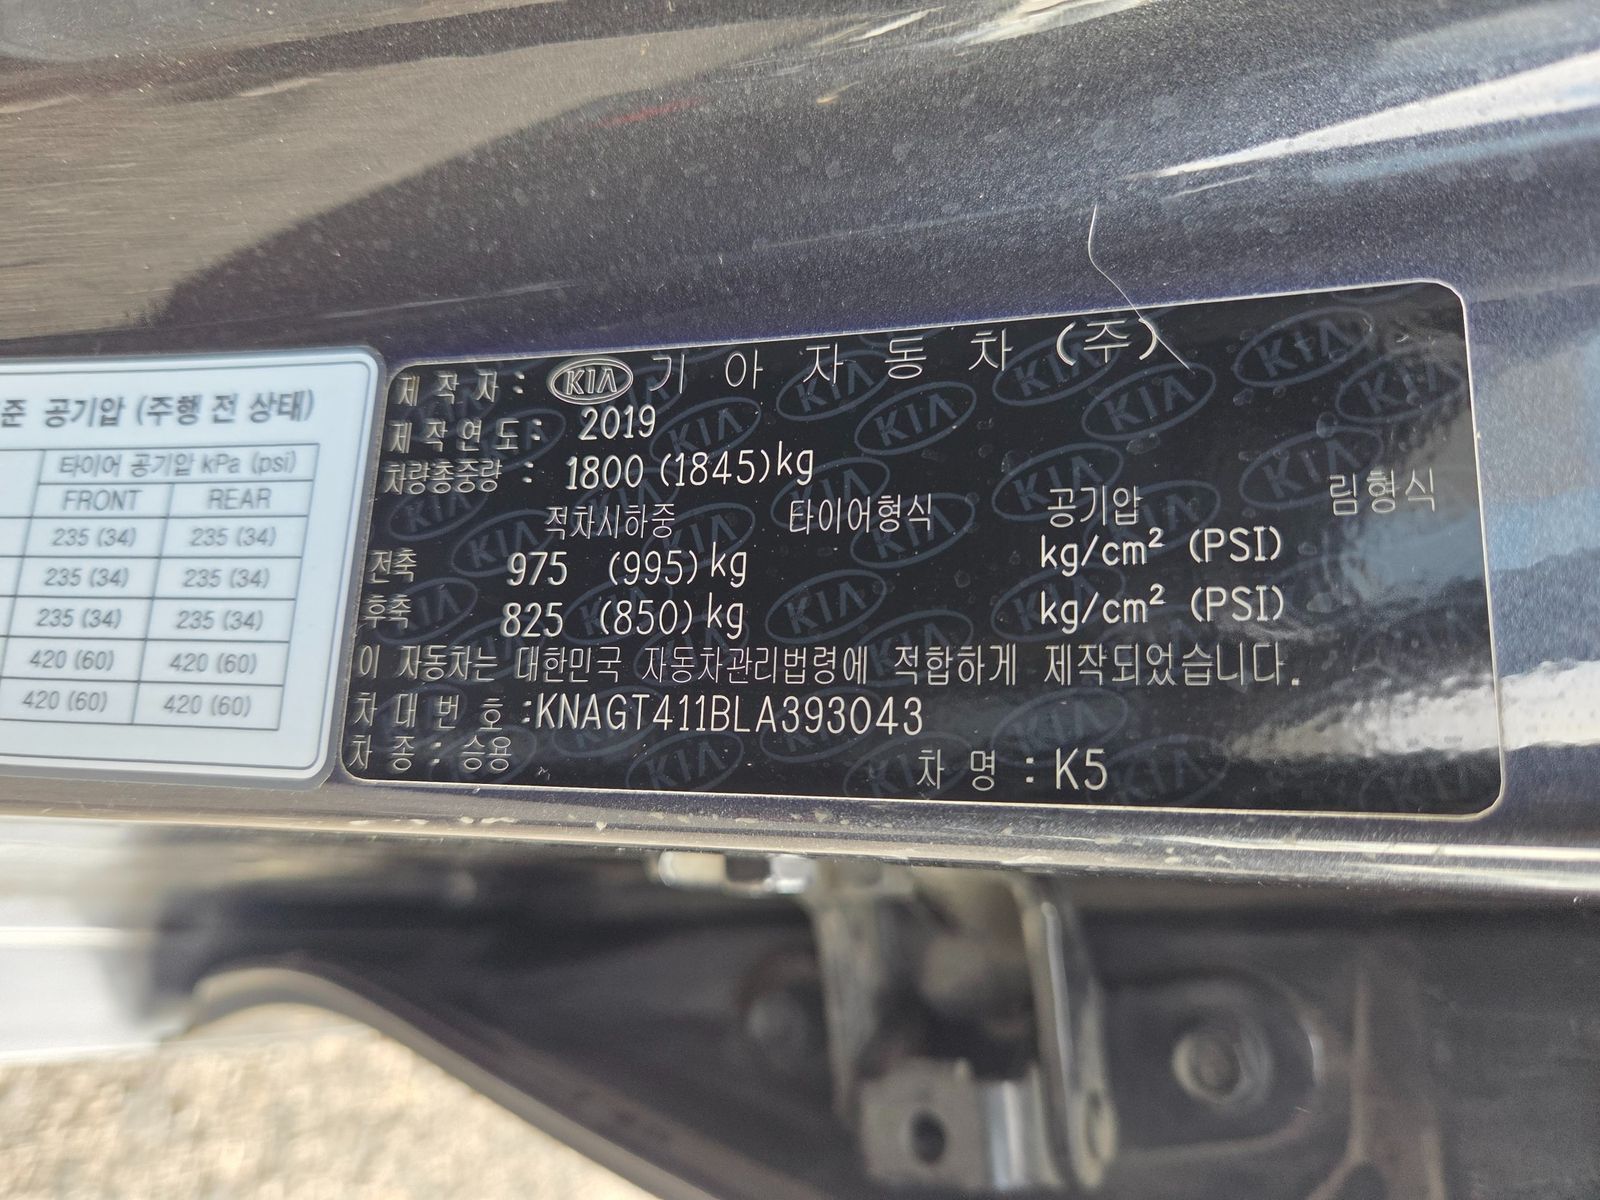 준 공기압 (주행 전 상태)
타이어 공기압 kPa (psi)
FRONT REAR
235 (34) 235 (34)
235 (34) 235 (34)
235 (34) 235 (34)
420 (60) 420 (60)
420 (60) 420 (60)
제 작 자 : KIA 기 아 자 동 차 (주)
제 작 연 도 : 2019
차량총중량 : 1800 (1845)kg
적차시하중 타이어형식 공기압 림형식
전축 975 (995)kg kg/cm² (PSI)
후축 825 (850)kg kg/cm² (PSI)
이 자동차는 대한민국 자동차관리법령에 적합하게 제작되었습니다.
차 대 번 호 :KNAGT411BLA393043
차 종 : 승용 차 명 : K5